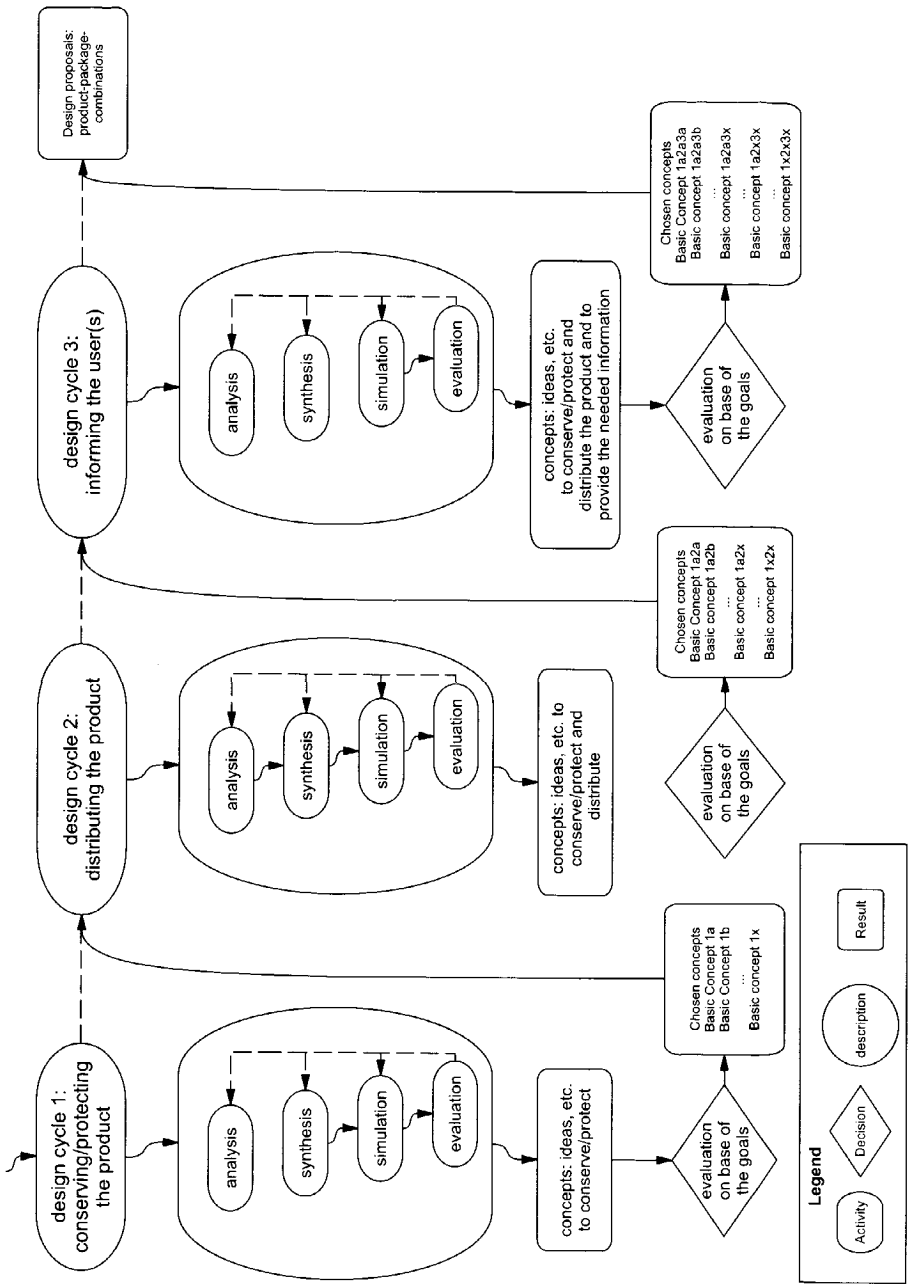 design cycle 1:
conserving/protecting
the product
analysis
synthesis
simulation
evaluation
concepts: ideas, etc.
to conserve/protect
evaluation
on base of
the goals
Chosen concepts
Basic Concept 1a
Basic Concept 1b
...
Basic concept 1x
design cycle 2:
distributing the product
analysis
synthesis
simulation
evaluation
concepts: ideas, etc. to
conserve/protect and
distribute
evaluation
on base of
the goals
Chosen concepts
Basic Concept 1a2a
Basic concept 1a2b
...
Basic concept 1a2x
...
Basic concept 1x2x
design cycle 3:
informing the user(s)
analysis
synthesis
simulation
evaluation
concepts: ideas, etc.
to conserve/protect and
distribute the product and to
provide the needed information
evaluation
on base of
the goals
Chosen concepts
Basic Concept 1a2a3a
Basic concept 1a2a3b
...
Basic concept 1a2a3x
...
Basic concept 1a2x3x
...
Basic concept 1x2x3x
Design proposals:
product-package-
combinations
Legend
Activity
Decision
description
Result